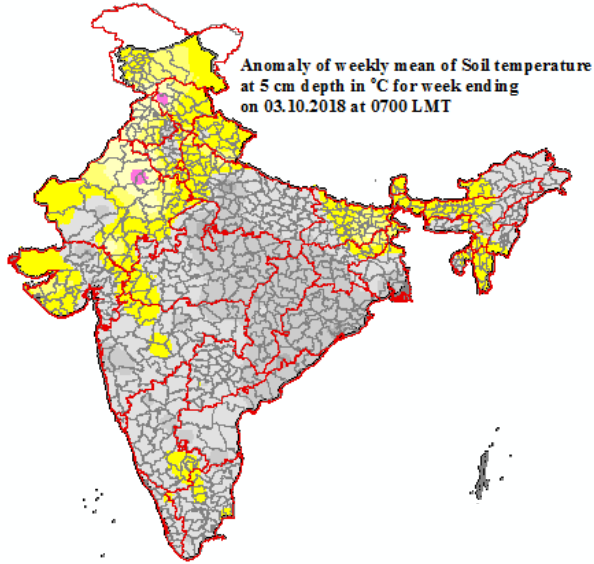 Anomaly of weekly mean of Soil temperature
at 5 cm depth in °C for week ending
on 03.10.2018 at 0700 LMT